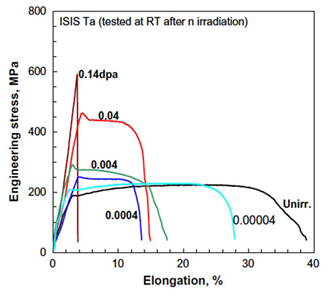 800
ISIS Ta (tested at RT after n irradiation)
600
0.14dpa
Engineering stress, MPa
400
0.04
0.004
200
0.0004
0.00004
Unirr.
0
0 10 20 30 40
Elongation, %